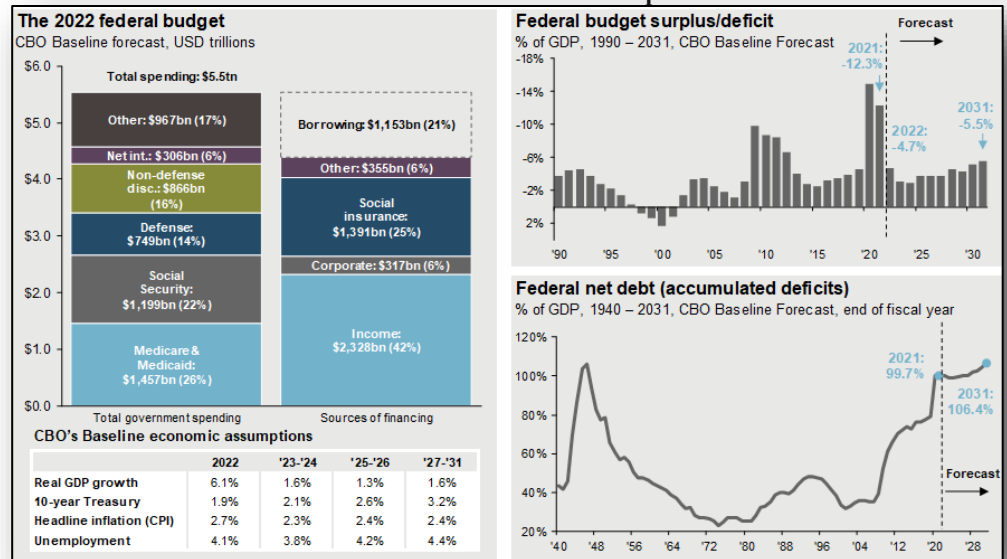 The 2022 federal budget
CBO Baseline forecast, USD trillions
$6.0
$5.0
$4.0
$3.0
$2.0
$1.0
$0.0
Total spending: $5.5tn
Other: $967bn (17%)
Net int.: $306bn (6%)
Non-defense
disc.: $866bn
(16%)
Defense:
$749bn (14%)
Social
Security:
$1,199bn (22%)
Medicare &
Medicaid:
$1,457bn (26%)
Borrowing: $1,153bn (21%)
Other: $355bn (6%)
Social
insurance:
$1,391bn (25%)
Corporate: $317bn (6%)
Income:
$2,328bn (42%)
Total government spending
Sources of financing
CBO's Baseline economic assumptions
2022 '23-'24 '25-'26 '27-'31
Real GDP growth 6.1% 1.6% 1.3% 1.6%
10-year Treasury 1.9% 2.1% 2.6% 3.2%
Headline inflation (CPI) 2.7% 2.3% 2.4% 2.4%
Unemployment 4.1% 3.8% 4.2% 4.4%
Federal budget surplus/deficit
% of GDP, 1990 – 2031, CBO Baseline Forecast
Forecast
-18%
-14%
-10%
-6%
-2%
2%
2021:
-12.3%
2022:
-4.7%
2031:
-5.5%
'90 '95 '00 '05 '10 '15 '20 '25 '30
Federal net debt (accumulated deficits)
% of GDP, 1940 – 2031, CBO Baseline Forecast, end of fiscal year
120%
100%
80%
60%
40%
20%
2021:
99.7%
2031:
106.4%
Forecast
'40 '48 '56 '64 '72 '80 '88 '96 '04 '12 '20 '28